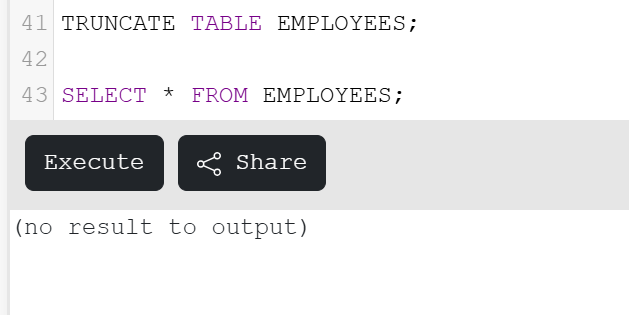 41 TRUNCATE TABLE EMPLOYEES;
42
43 SELECT * FROM EMPLOYEES;
Execute Share
(no result to output)